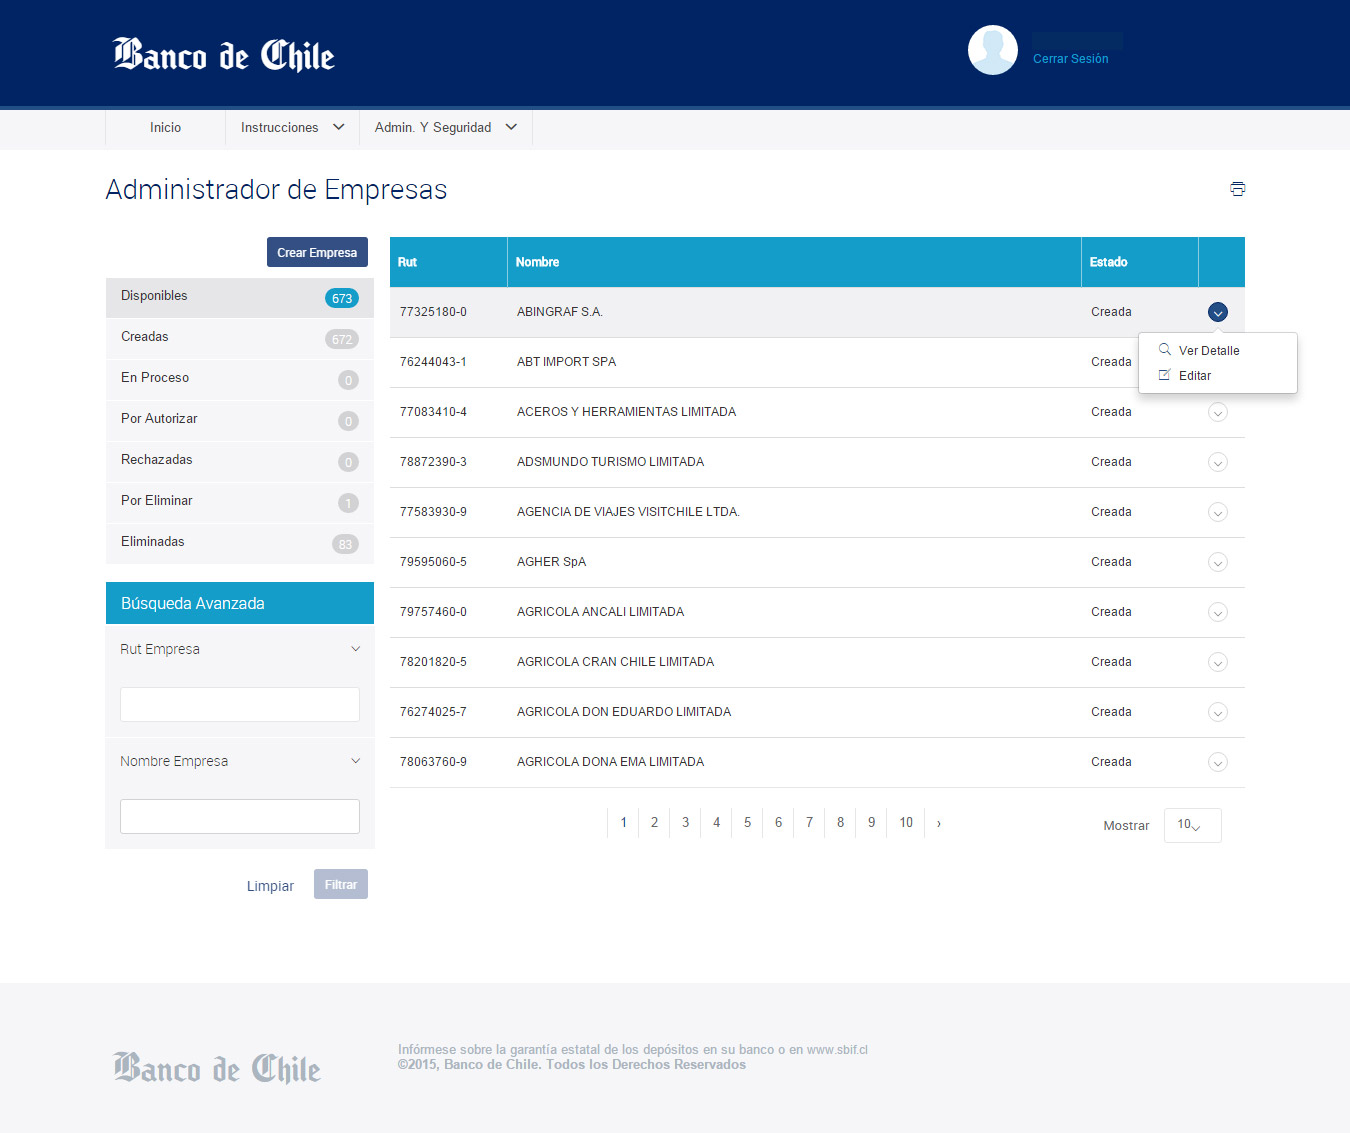 Banco de Chile
Cerrar Sesión
Inicio
Instrucciones
Admin. Y Seguridad
Administrador de Empresas
Crear Empresa
Disponibles 673
Creadas 672
En Proceso 0
Por Autorizar 0
Rechazadas 0
Por Eliminar 1
Eliminadas 83
Búsqueda Avanzada
Rut Empresa
Nombre Empresa
Limpiar
Filtrar
Rut Nombre Estado
77325180-0 ABINGRAF S.A. Creada
Ver Detalle
Editar
76244043-1 ABT IMPORT SPA Creada
77083410-4 ACEROS Y HERRAMIENTAS LIMITADA Creada
78872390-3 ADSMUNDO TURISMO LIMITADA Creada
77583930-9 AGENCIA DE VIAJES VISITCHILE LTDA. Creada
79595060-5 AGHER SpA Creada
79757460-0 AGRICOLA ANCALI LIMITADA Creada
78201820-5 AGRICOLA CRAN CHILE LIMITADA Creada
76274025-7 AGRICOLA DON EDUARDO LIMITADA Creada
78063760-9 AGRICOLA DONA EMA LIMITADA Creada
1 2 3 4 5 6 7 8 9 10 ›
Mostrar 10
Banco de Chile
Infórmese sobre la garantía estatal de los depósitos en su banco o en www.sbif.cl
©2015, Banco de Chile. Todos los Derechos Reservados